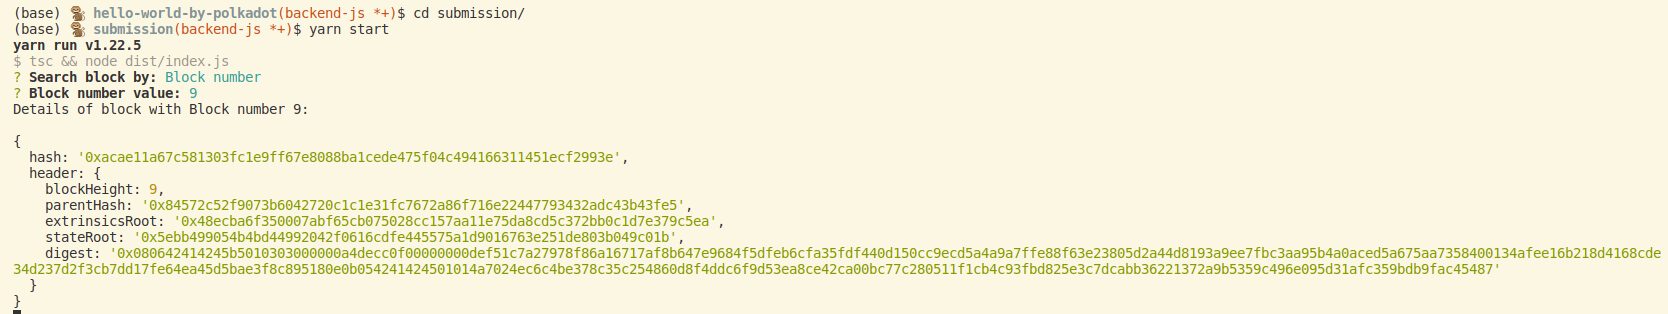 (base) 🐿 hello-world-by-polkadot(backend-js *+)$ cd submission/
(base) 🐿 submission(backend-js *+)$ yarn start
yarn run v1.22.5
$ tsc && node dist/index.js
? Search block by: Block number
? Block number value: 9
Details of block with Block number 9:
{
  hash: '0xacae11a67c581303fc1e9ff67e8088ba1cede475f04c494166311451ecf2993e',
  header: {
    blockHeight: 9,
    parentHash: '0x84572c52f9073b6042720c1c1e31fc7672a86f716e22447793432adc43b43fe5',
    extrinsicsRoot: '0x48ecba6f350007abf65cb075028cc157aa11e75da8cd5c372bb0c1d7e379c5ea',
    stateRoot: '0x5ebb499054b4bd44992042f0616cdfe445575a1d9016763e251de803b049c01b',
    digest: '0x080642414245b5010303000000a4decc0f00000000def51c7a27978f86a16717af8b647e9684f5dfeb6cfa35fdf440d150cc9ecd5a4a9a7ffe88f63e23805d2a44d8193a9ee7fbc3aa95b4a0aced5a675aa7358400134afee16b218d4168cde
34d237d2f3cb7dd17fe64ea45d5bae3f8c895180e0b054241424501014a7024ec6c4be378c35c254860d8f4ddc6f9d53ea8ce42ca00bc77c280511f1cb4c93fbd825e3c7dcabb36221372a9b5359c496e095d31afc359bdb9fac45487'
  }
}